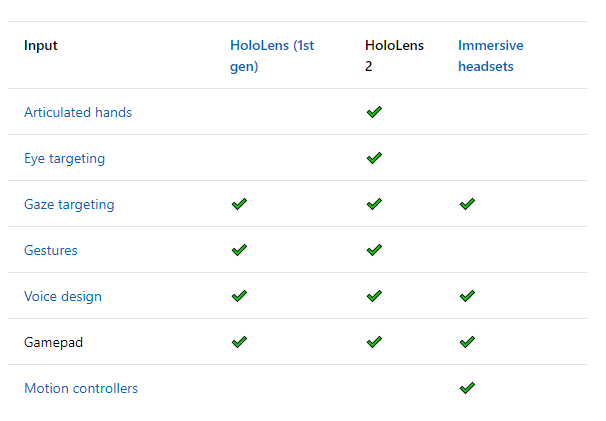 Input HoloLens (1st gen) HoloLens 2 Immersive headsets
Articulated hands ✔
Eye targeting ✔
Gaze targeting ✔ ✔ ✔
Gestures ✔ ✔
Voice design ✔ ✔ ✔
Gamepad ✔ ✔ ✔
Motion controllers ✔